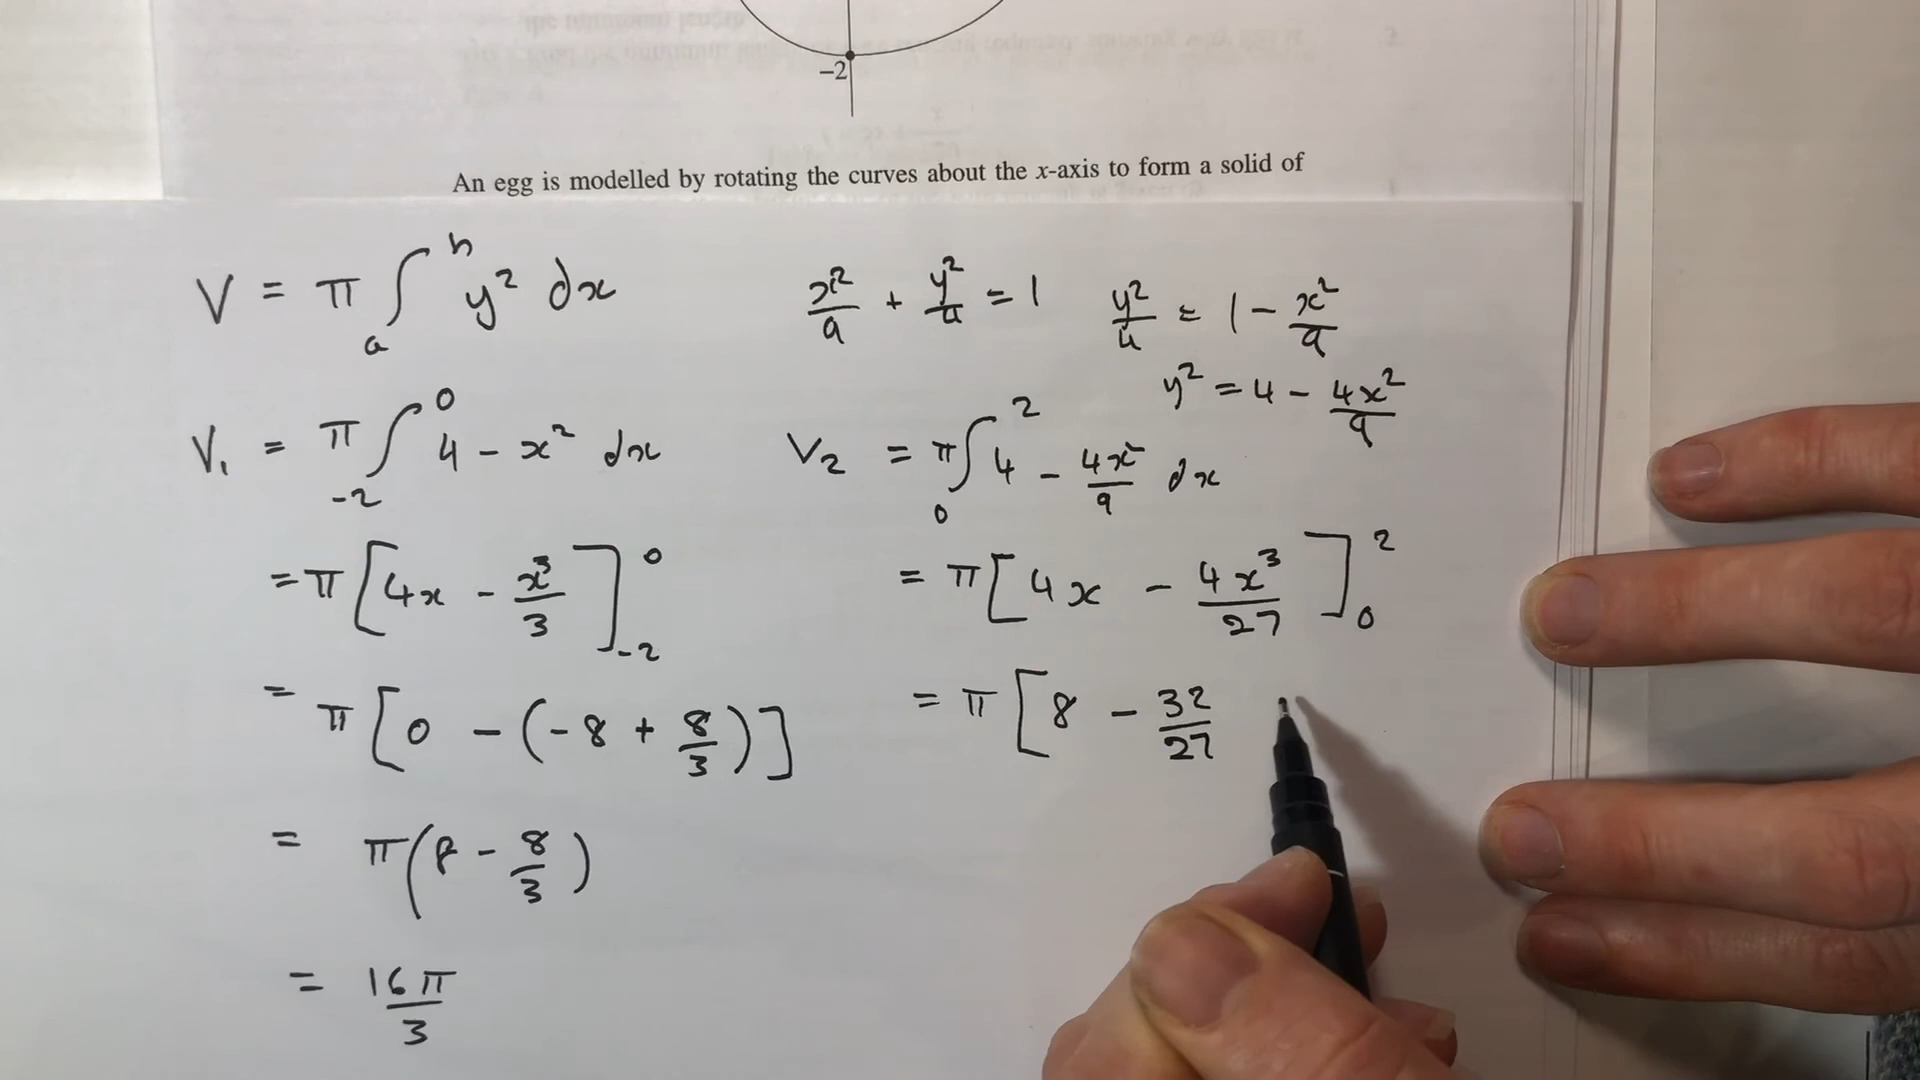 −2
An egg is modelled by rotating the curves about the x-axis to form a solid of
V = π ∫_a^b y² dx
x²/9 + y²/4 = 1
y²/4 = 1 − x²/9
y² = 4 − 4x²/9
V₁ = π ∫_{-2}^0 4 − x² dx
= π [4x − x³/3]_{-2}^0
= π [0 − (−8 + 8/3)]
= π(8 − 8/3)
= 16π/3
V₂ = π ∫_0^2 4 − 4x²/9 dx
= π [4x − 4x³/27]_0^2
= π [8 − 32/27